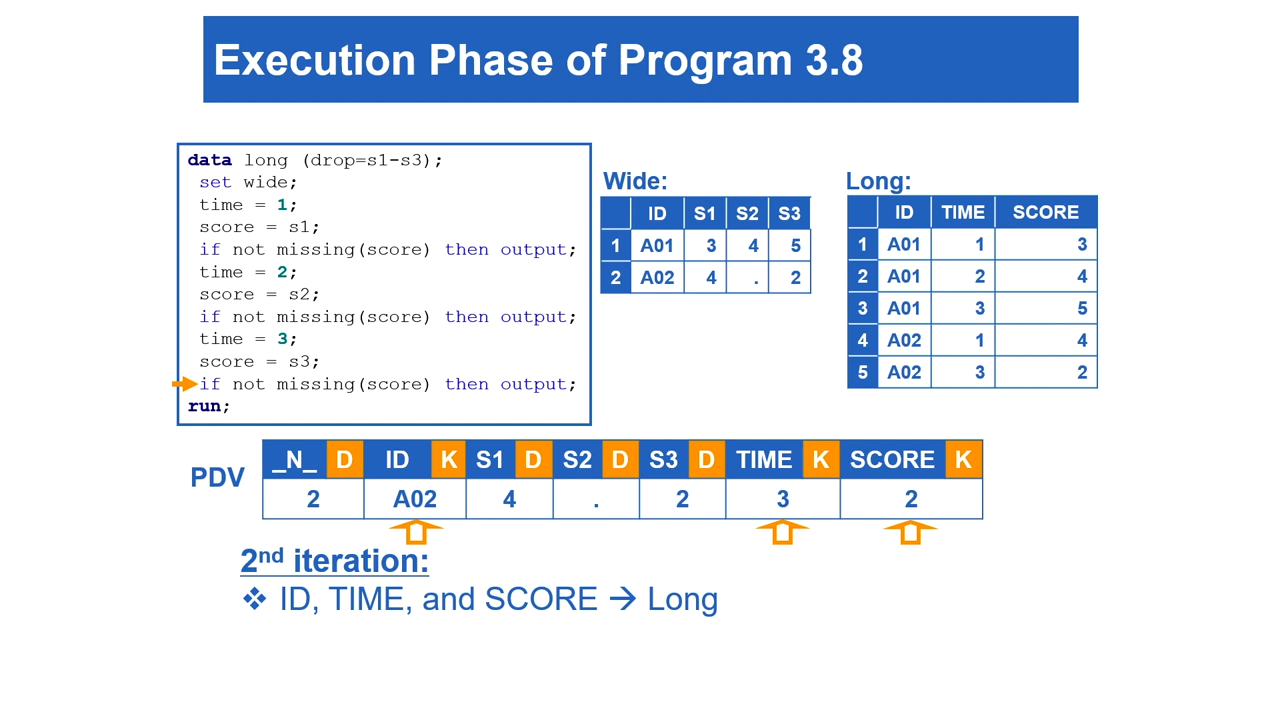 Execution Phase of Program 3.8
data long (drop=s1-s3);
set wide;
time = 1;
score = s1;
if not missing(score) then output;
time = 2;
score = s2;
if not missing(score) then output;
time = 3;
score = s3;
if not missing(score) then output;
run;
Wide:
ID S1 S2 S3
1 A01 3 4 5
2 A02 4 . 2
Long:
ID TIME SCORE
1 A01 1 3
2 A01 2 4
3 A01 3 5
4 A02 1 4
5 A02 3 2
PDV
_N_ D ID K S1 D S2 D S3 D TIME K SCORE K
2 A02 4 . 2 3 2
2nd iteration:
❖ ID, TIME, and SCORE → Long